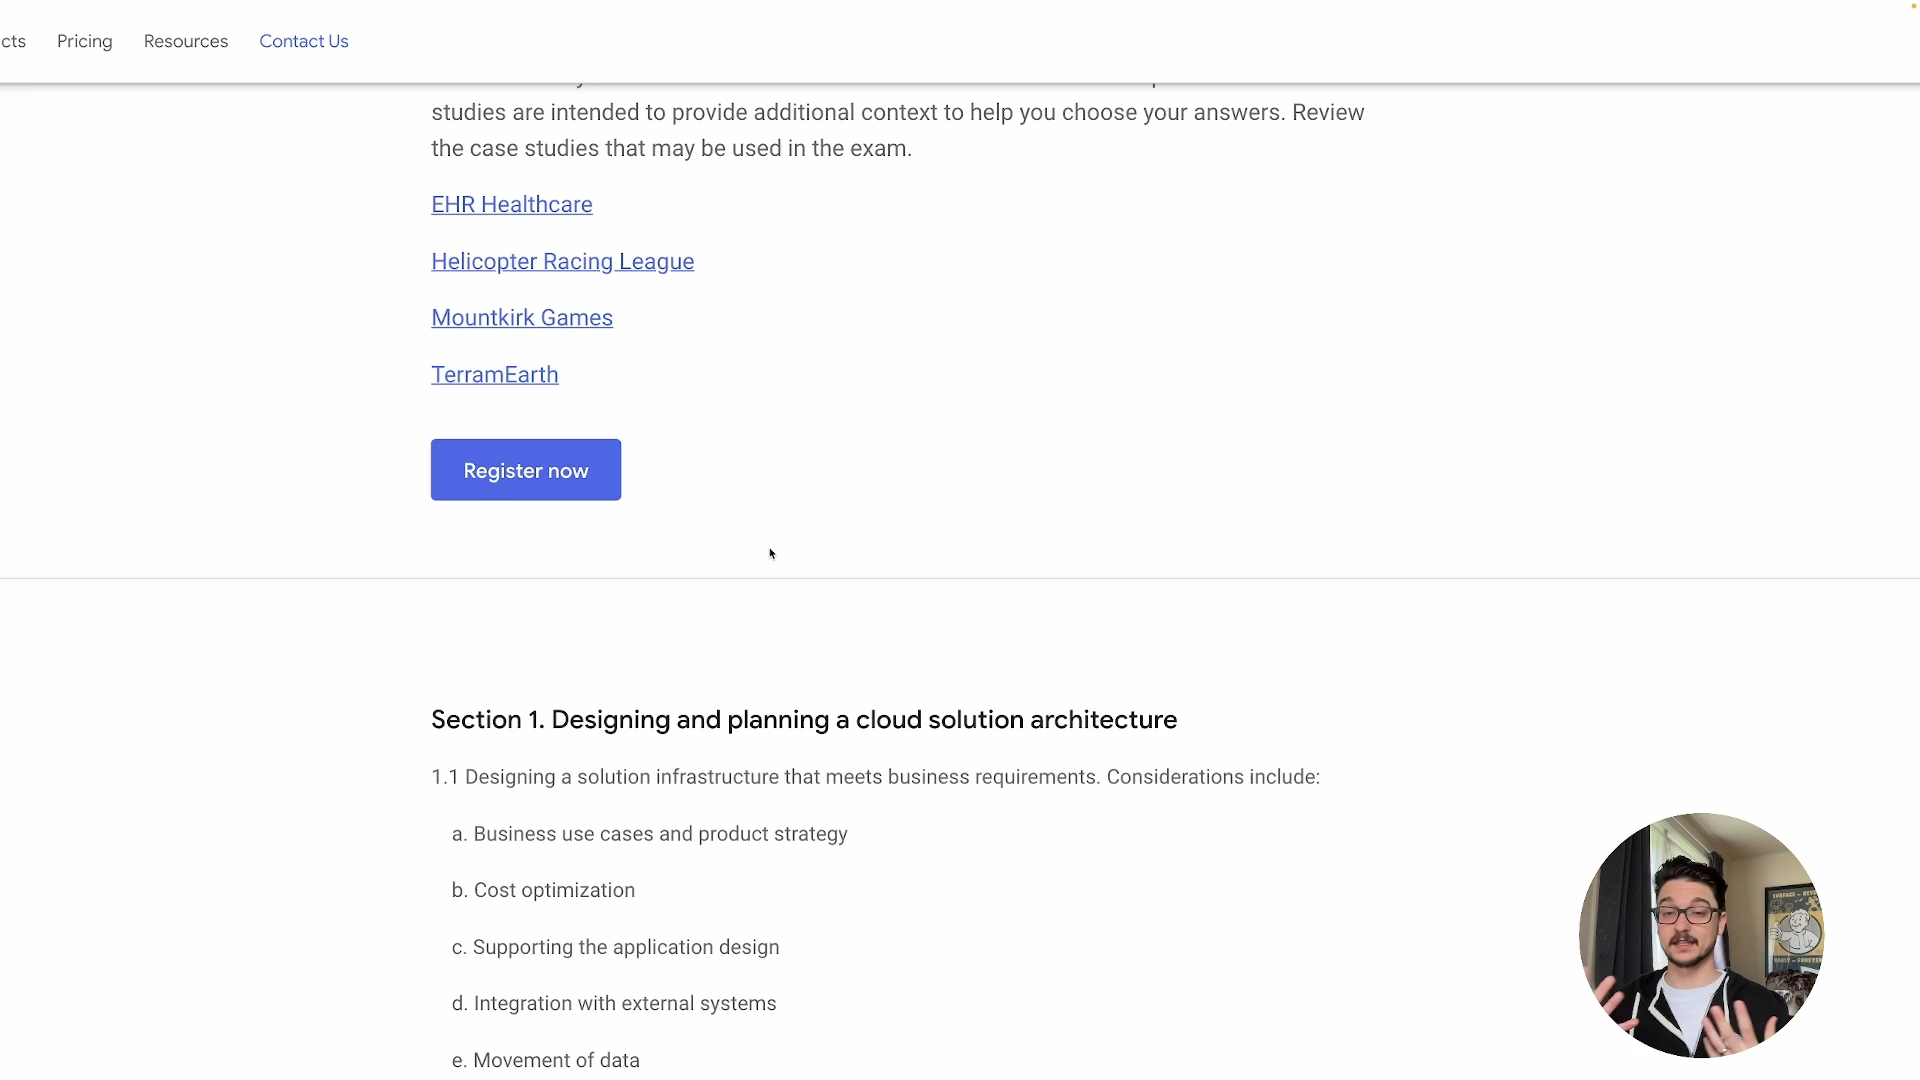 cts Pricing Resources Contact Us
studies are intended to provide additional context to help you choose your answers. Review
the case studies that may be used in the exam.
EHR Healthcare
Helicopter Racing League
Mountkirk Games
TerramEarth
Register now
Section 1. Designing and planning a cloud solution architecture
1.1 Designing a solution infrastructure that meets business requirements. Considerations include:
a. Business use cases and product strategy
b. Cost optimization
c. Supporting the application design
d. Integration with external systems
e. Movement of data